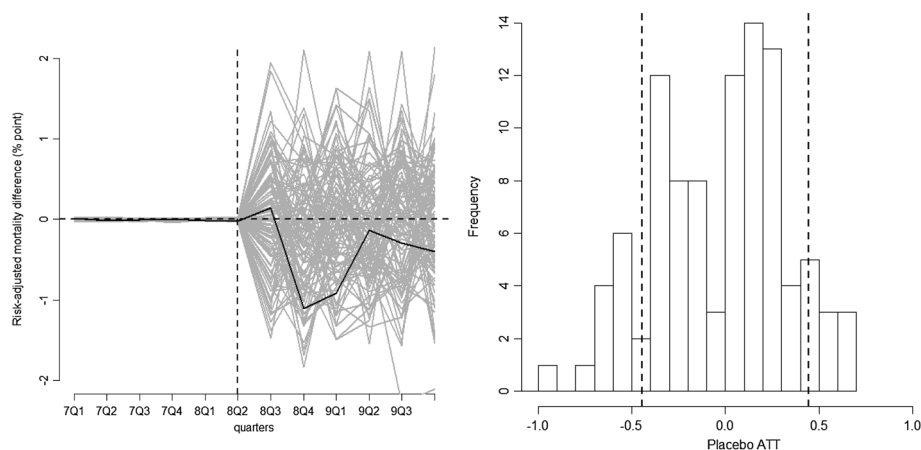 Risk-adjusted mortality difference (% point)
2
1
0
-1
-2
7Q1 7Q2 7Q3 7Q4 8Q1 8Q2 8Q3 8Q4 9Q1 9Q2 9Q3
quarters
Frequency
14
12
10
8
6
4
2
0
-1.0 -0.5 0.0 0.5 1.0
Placebo ATT